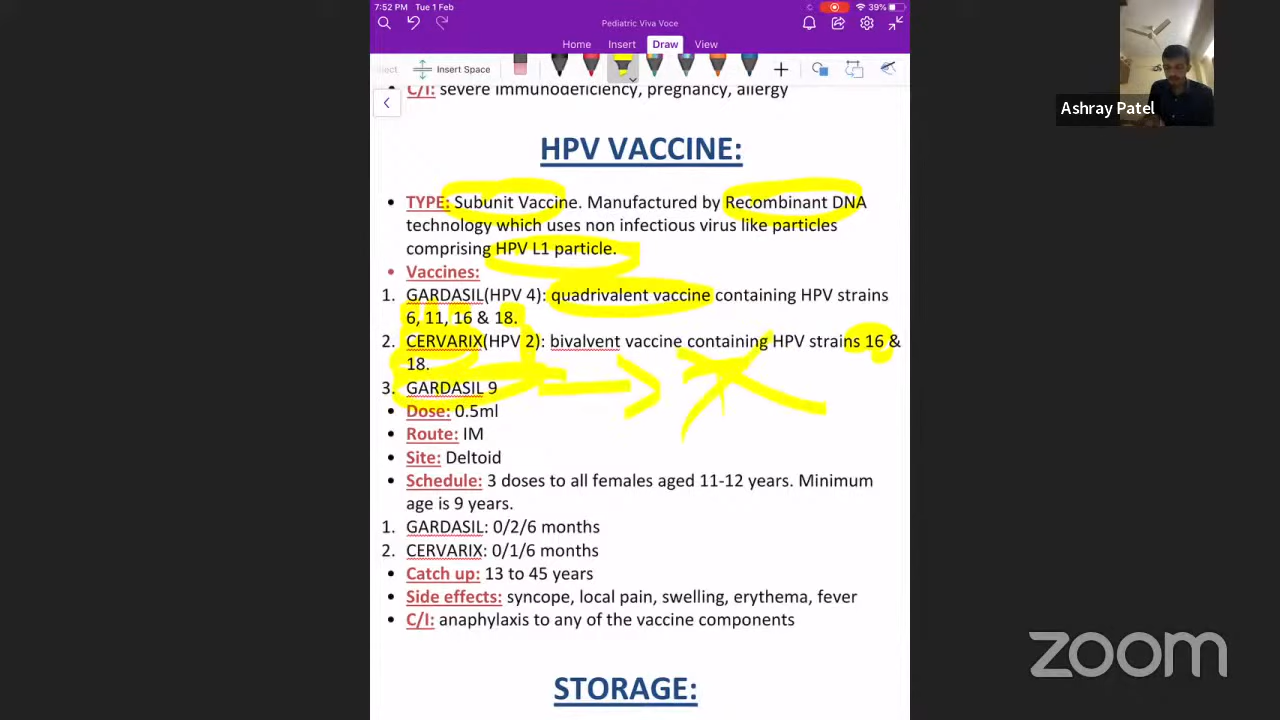 7:52 PM Tue 1 Feb
39%
Pediatric Viva Voce
Home Insert Draw View
Insert Space
C/I: severe immunodeficiency, pregnancy, allergy
Ashray Patel
HPV VACCINE:
• TYPE: Subunit Vaccine. Manufactured by Recombinant DNA
technology which uses non infectious virus like particles
comprising HPV L1 particle.
• Vaccines:
1. GARDASIL(HPV 4): quadrivalent vaccine containing HPV strains
6, 11, 16 & 18.
2. CERVARIX(HPV 2): bivalvent vaccine containing HPV strains 16 &
18.
3. GARDASIL 9
• Dose: 0.5ml
• Route: IM
• Site: Deltoid
• Schedule: 3 doses to all females aged 11-12 years. Minimum
age is 9 years.
1. GARDASIL: 0/2/6 months
2. CERVARIX: 0/1/6 months
• Catch up: 13 to 45 years
• Side effects: syncope, local pain, swelling, erythema, fever
• C/I: anaphylaxis to any of the vaccine components
zoom
STORAGE: